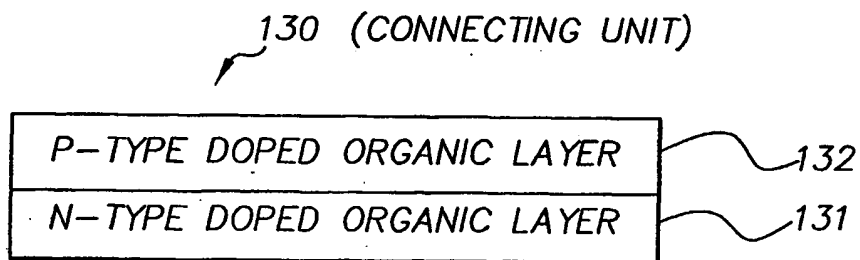 130 (CONNECTING UNIT)
P-TYPE DOPED ORGANIC LAYER 132
N-TYPE DOPED ORGANIC LAYER 131